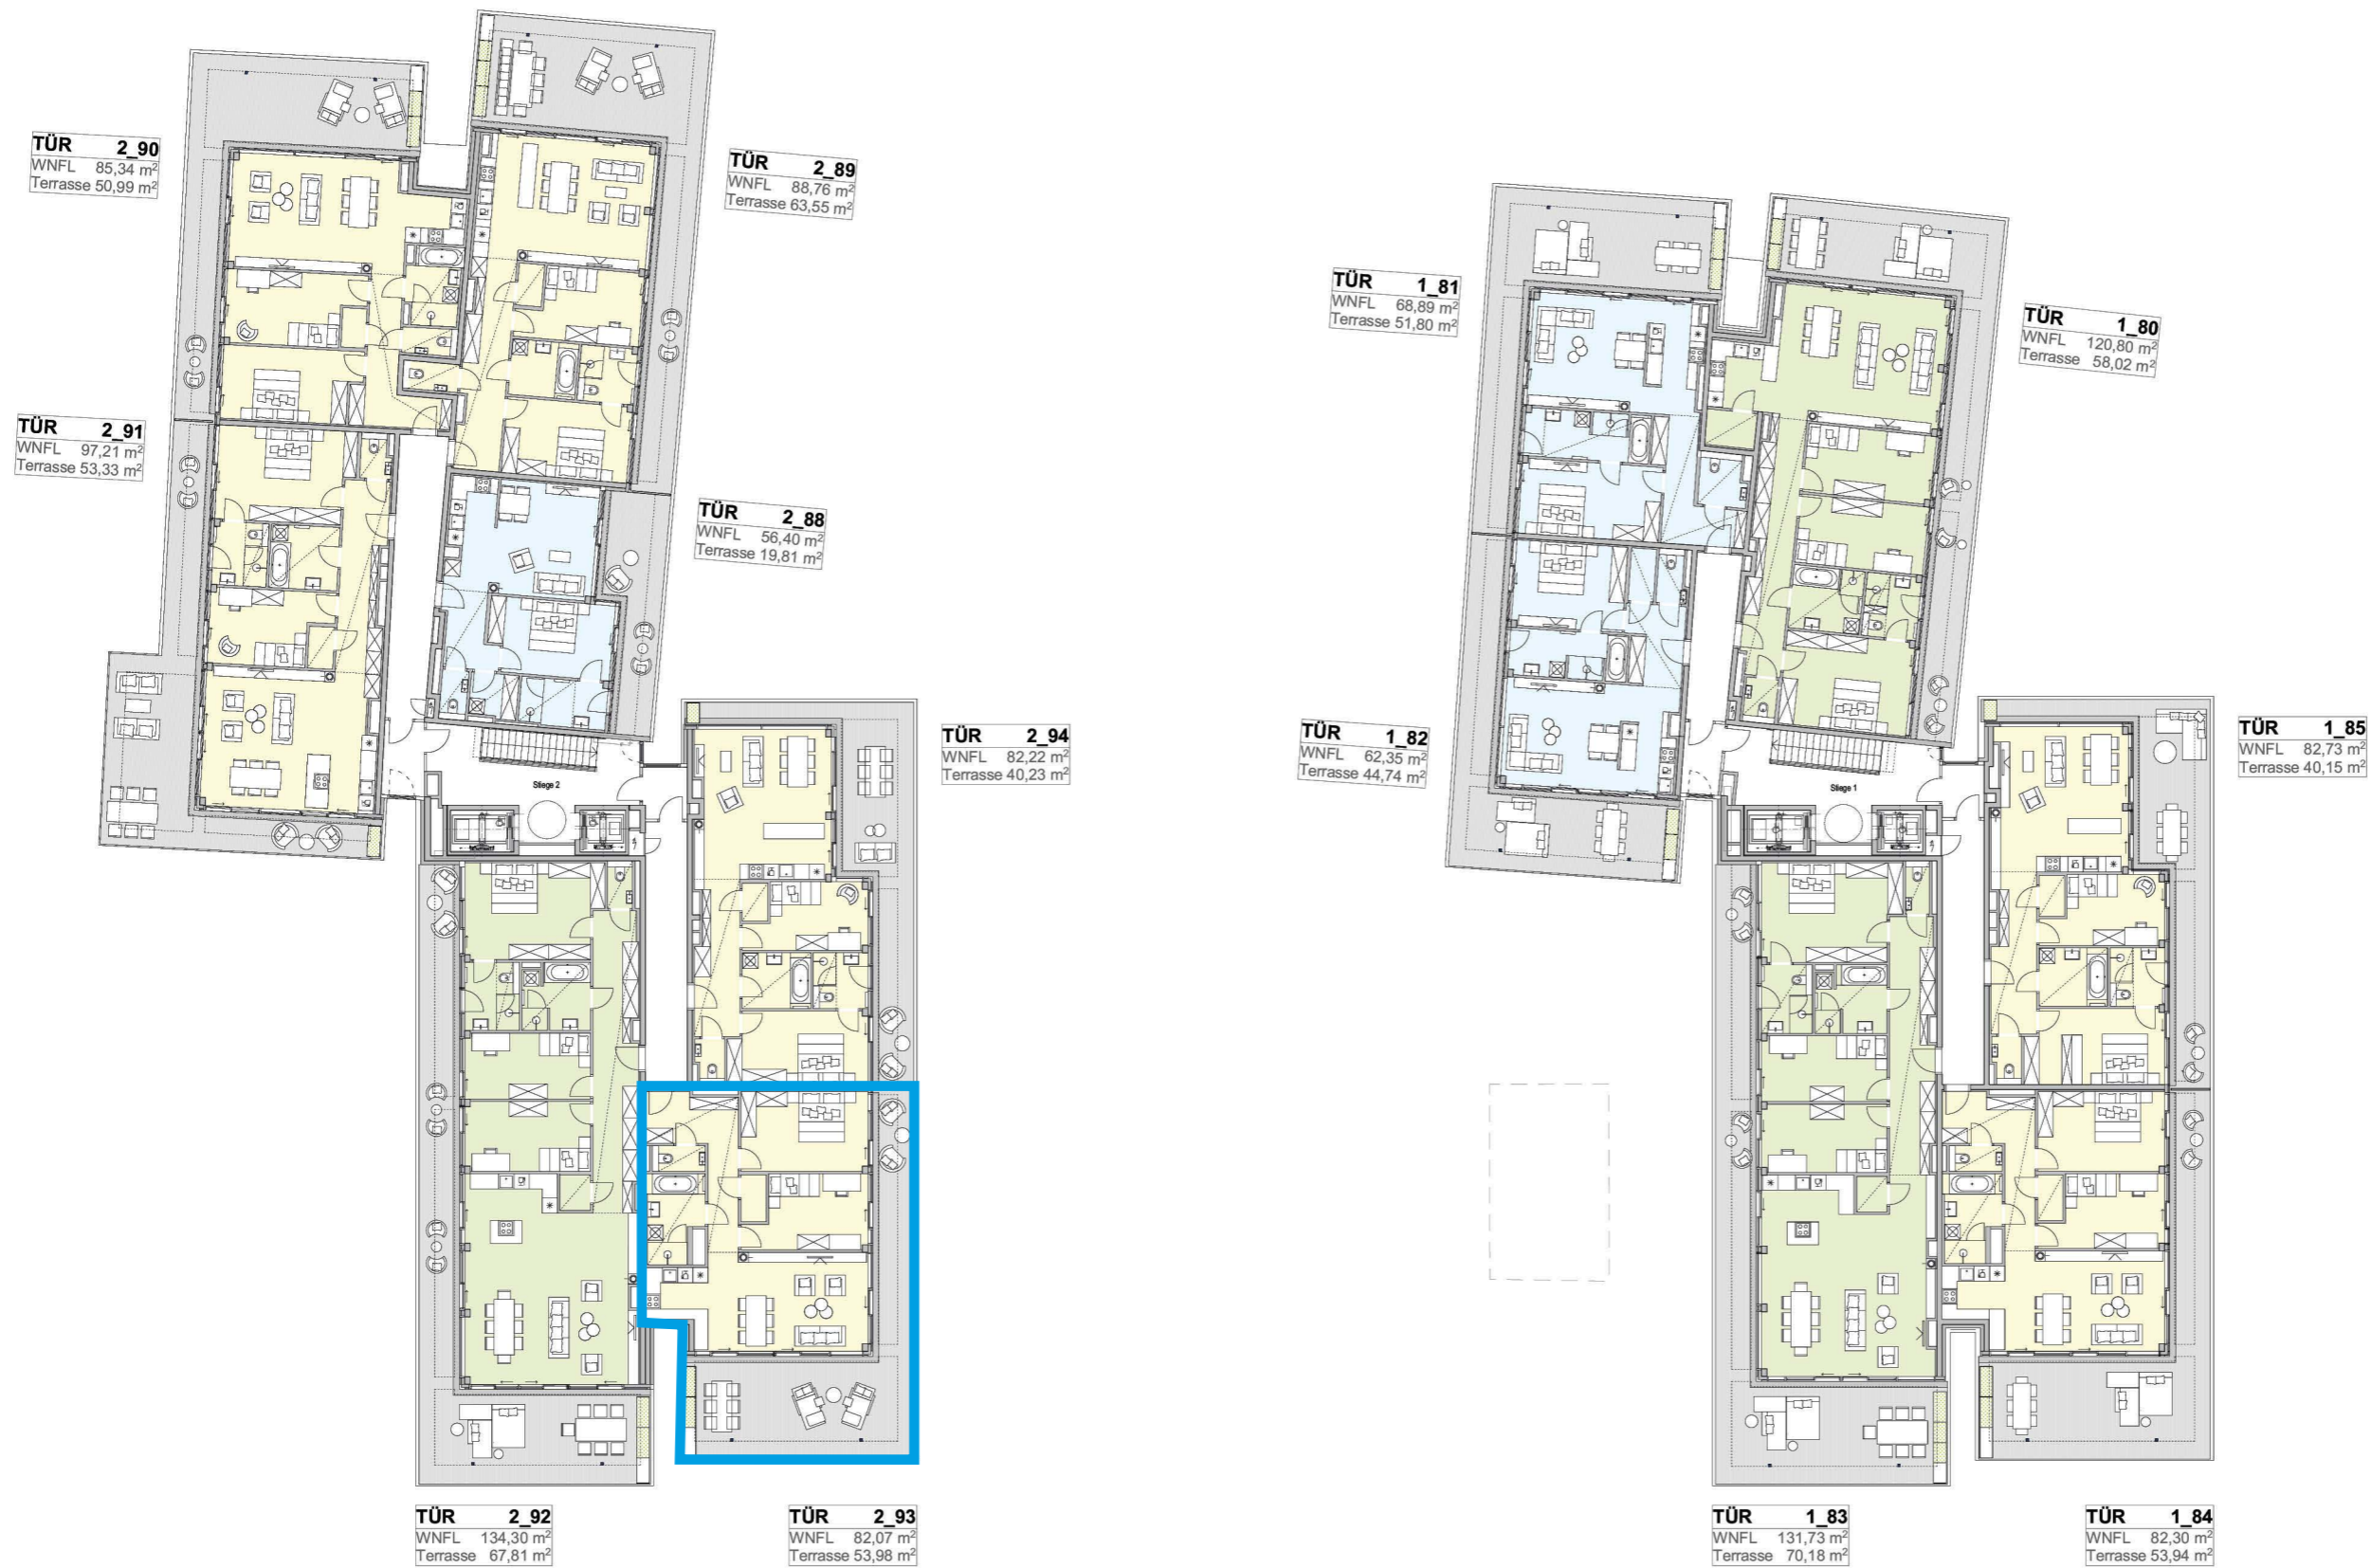 TÜR 2_90
WNFL 85,34 m²
Terrasse 50,99 m²
TÜR 2_89
WNFL 88,76 m²
Terrasse 63,55 m²
TÜR 2_91
WNFL 97,21 m²
Terrasse 53,33 m²
TÜR 2_88
WNFL 56,40 m²
Terrasse 19,81 m²
TÜR 2_94
WNFL 82,22 m²
Terrasse 40,23 m²
Stiege 2
TÜR 2_92
WNFL 134,30 m²
Terrasse 67,81 m²
TÜR 2_93
WNFL 82,07 m²
Terrasse 53,98 m²
TÜR 1_81
WNFL 68,89 m²
Terrasse 51,80 m²
TÜR 1_80
WNFL 120,80 m²
Terrasse 58,02 m²
TÜR 1_82
WNFL 62,35 m²
Terrasse 44,74 m²
TÜR 1_85
WNFL 82,73 m²
Terrasse 40,15 m²
Stiege 1
TÜR 1_83
WNFL 131,73 m²
Terrasse 70,18 m²
TÜR 1_84
WNFL 82,30 m²
Terrasse 53,94 m²